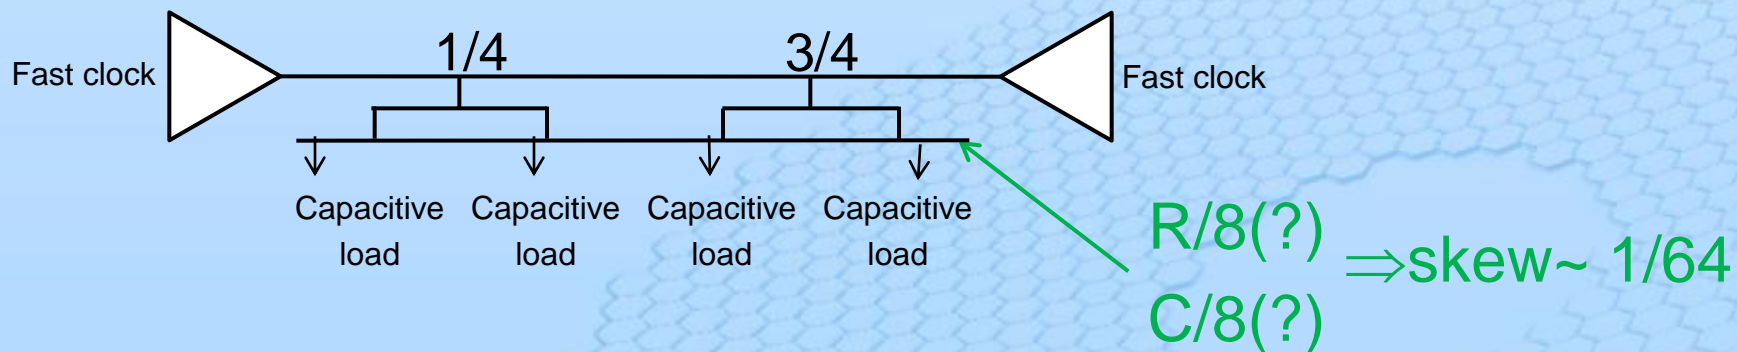 1/4
3/4
Fast clock
Fast clock
Capacitive load
Capacitive load
Capacitive load
Capacitive load
R/8(?)
C/8(?)
⇒skew~ 1/64